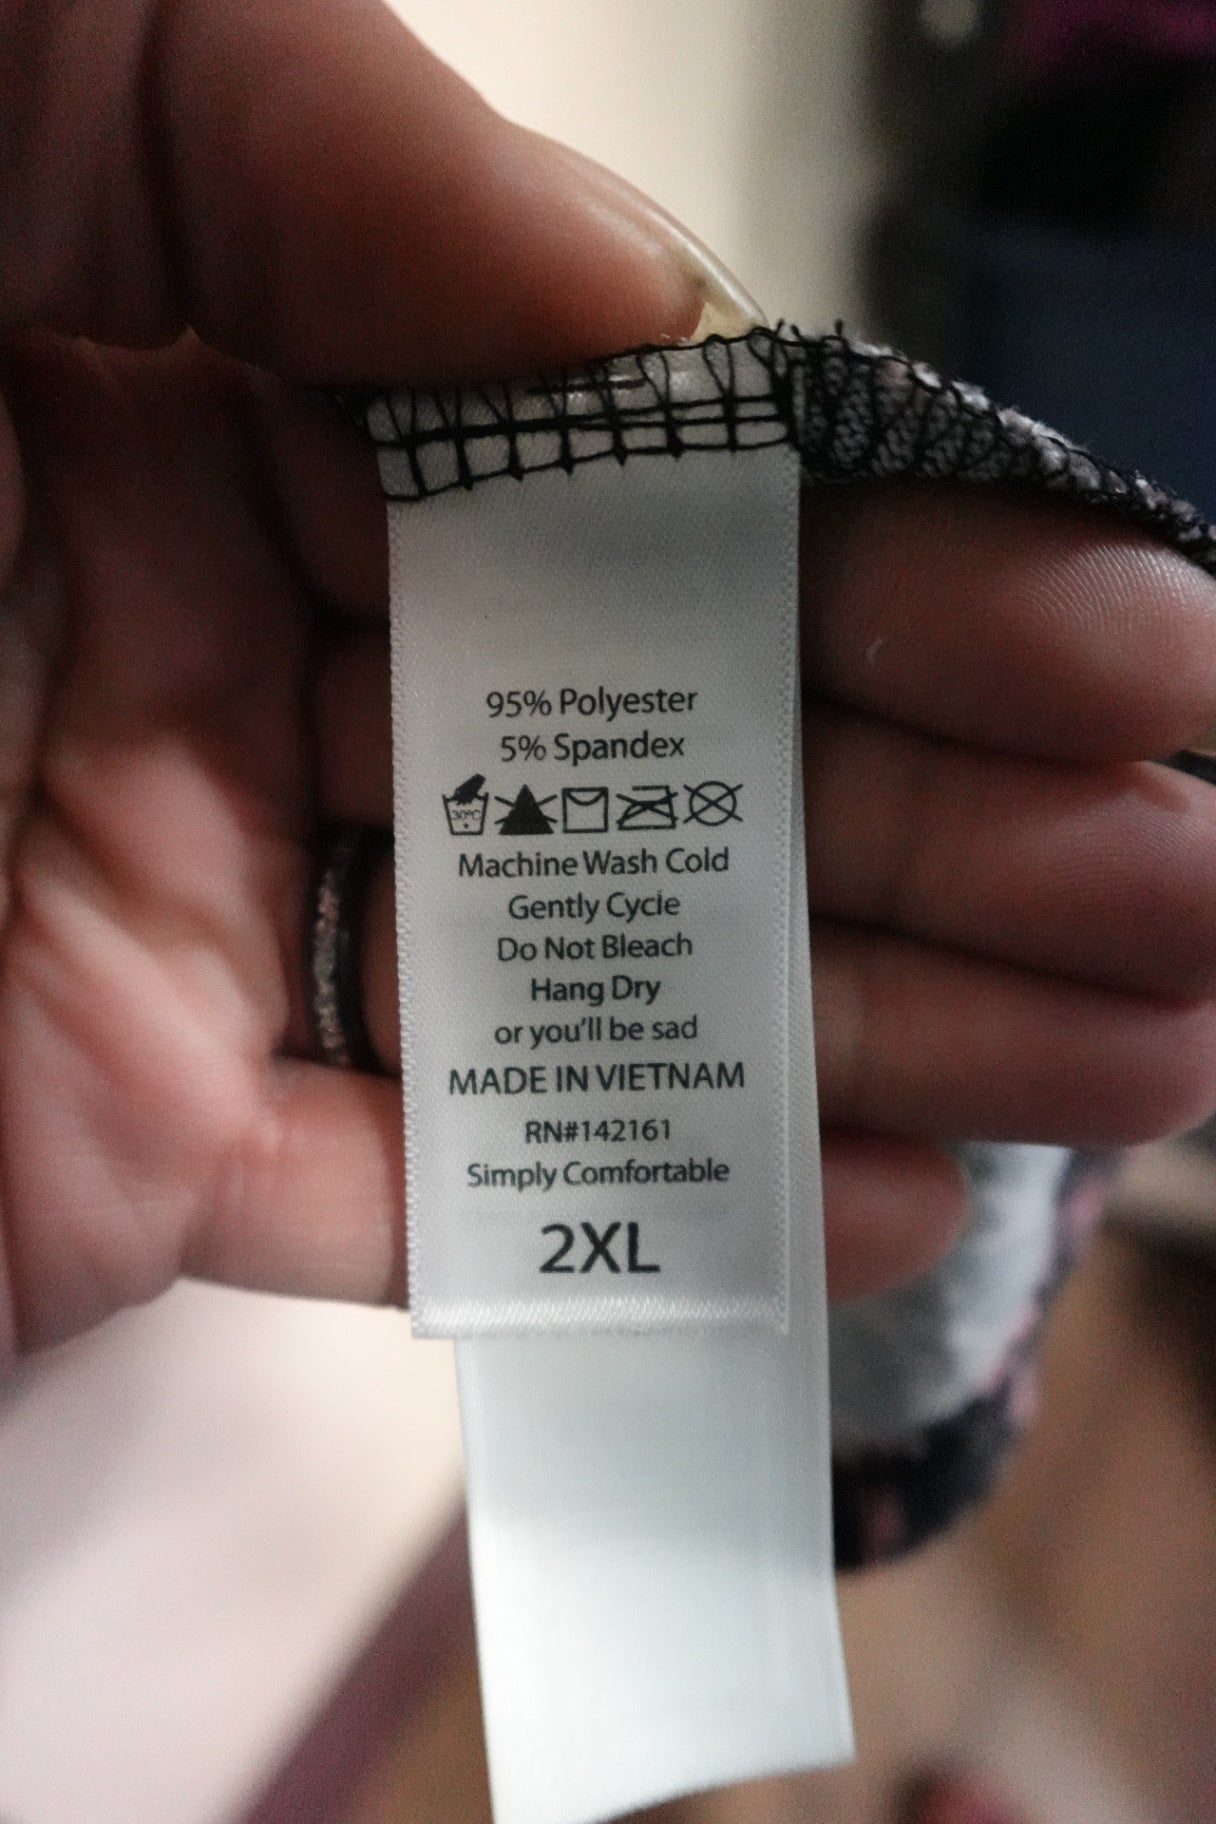 95% Polyester
5% Spandex
30°C
Machine Wash Cold
Gently Cycle
Do Not Bleach
Hang Dry
or you'll be sad
MADE IN VIETNAM
RN#142161
Simply Comfortable
2XL